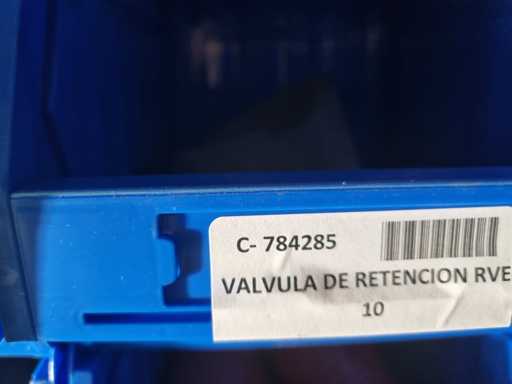 C- 784285
VALVULA DE RETENCION RVE
10